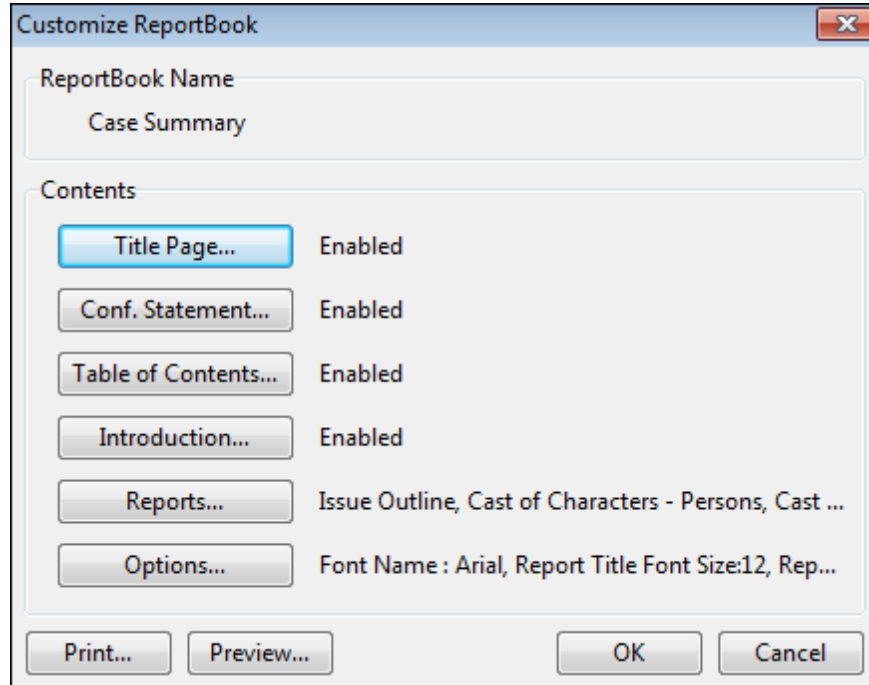 Customize ReportBook
ReportBook Name
Case Summary
Contents
Title Page... Enabled
Conf. Statement... Enabled
Table of Contents... Enabled
Introduction... Enabled
Reports... Issue Outline, Cast of Characters - Persons, Cast ...
Options... Font Name : Arial, Report Title Font Size:12, Rep...
Print... Preview... OK Cancel